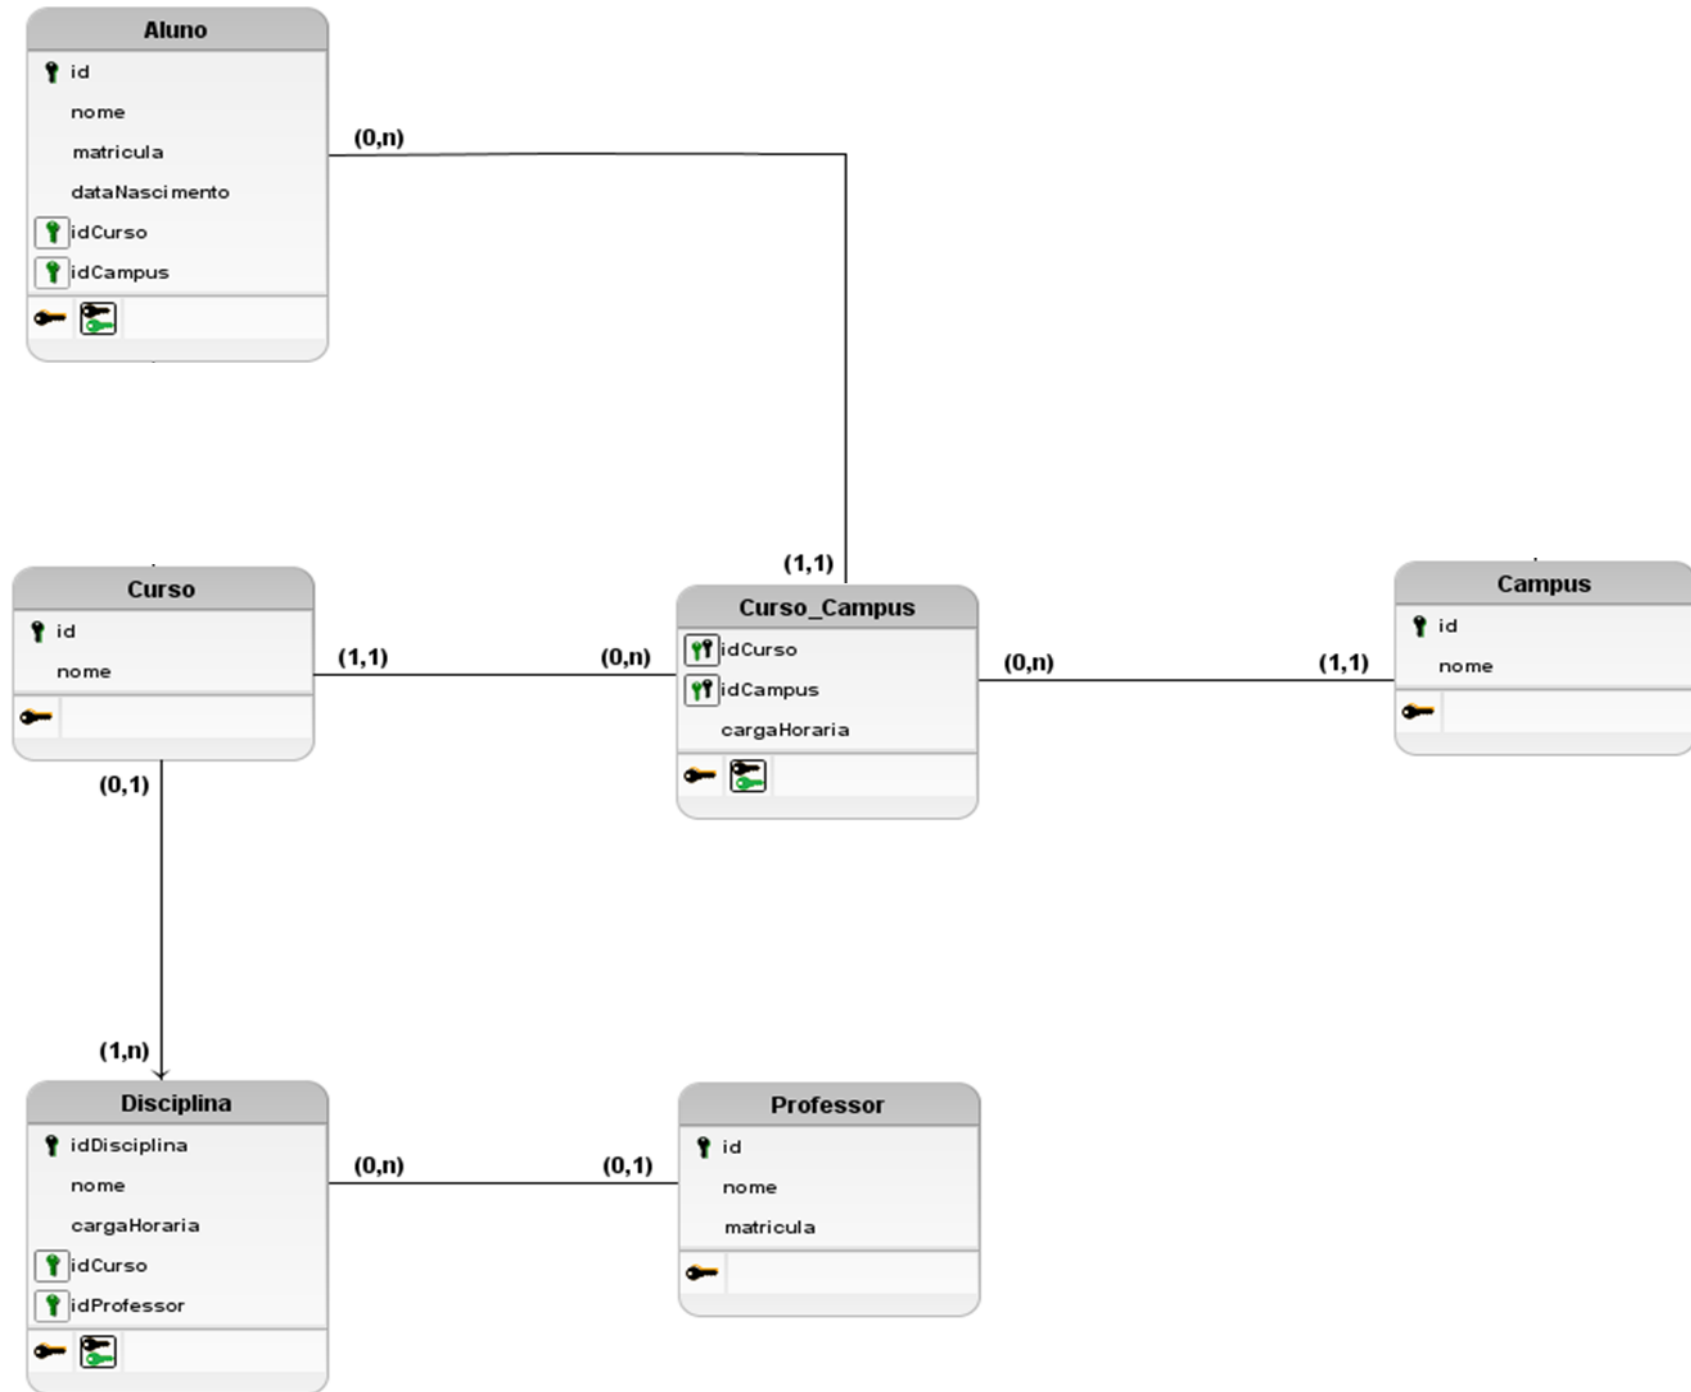 Aluno
id
nome
matricula
dataNascimento
idCurso
idCampus
(0,n)
(1,1)
Curso
id
nome
(1,1)
(0,n)
Curso_Campus
idCurso
idCampus
cargaHoraria
(0,n)
(1,1)
Campus
id
nome
(0,1)
(1,n)
Disciplina
idDisciplina
nome
cargaHoraria
idCurso
idProfessor
(0,n)
(0,1)
Professor
id
nome
matricula